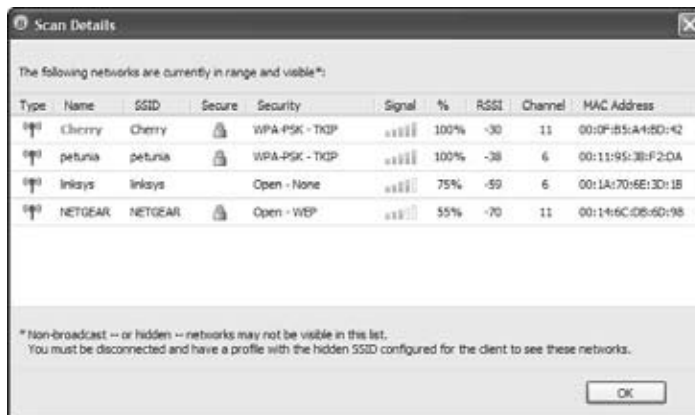 Scan Details
The following networks are currently in range and visible*:
Type Name SSID Secure Security Signal % RSSI Channel MAC Address
Cherry Cherry WPA-PSK - TKIP 100% -30 11 00:0F:B5:A4:BD:42
petunia petunia WPA-PSK - TKIP 100% -38 6 00:11:95:3B:F2:DA
linksys linksys Open - None 75% -59 6 00:1A:70:6E:3D:1B
NETGEAR NETGEAR Open - WEP 55% -70 11 00:14:6C:DB:6D:98
* Non-broadcast -- or hidden -- networks may not be visible in this list.
You must be disconnected and have a profile with the hidden SSID configured for the client to see these networks.
OK